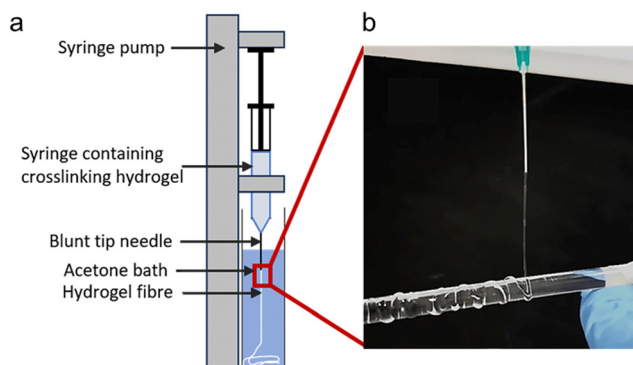 a
b
Syringe pump
Syringe containing
crosslinking hydrogel
Blunt tip needle
Acetone bath
Hydrogel fibre